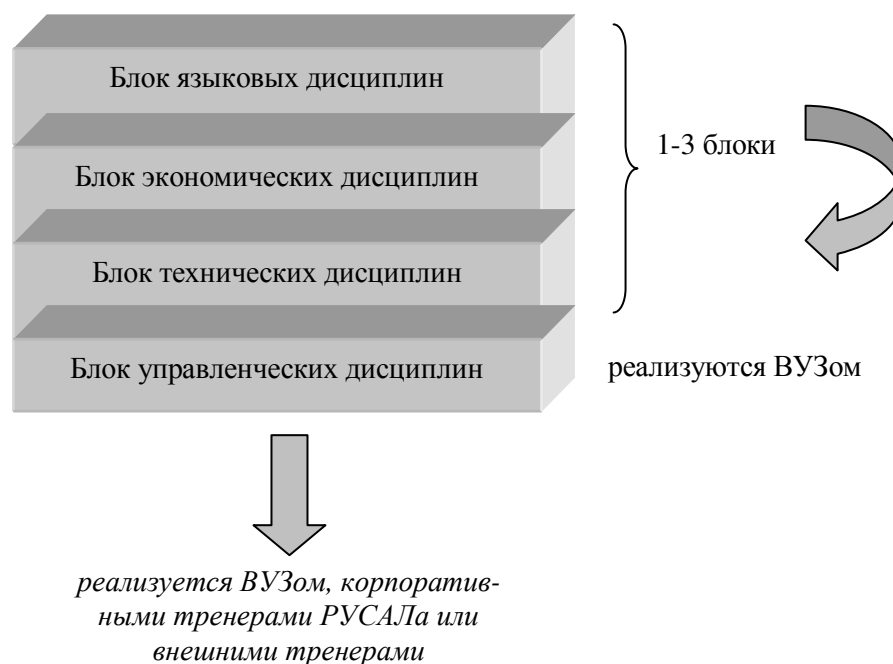 Блок языковых дисциплин
1-3 блоки
Блок экономических дисциплин
Блок технических дисциплин
Блок управленческих дисциплин
реализуются ВУЗом
реализуется ВУЗом, корпоратив-
ными тренерами РУСАЛа или
внешними тренерами